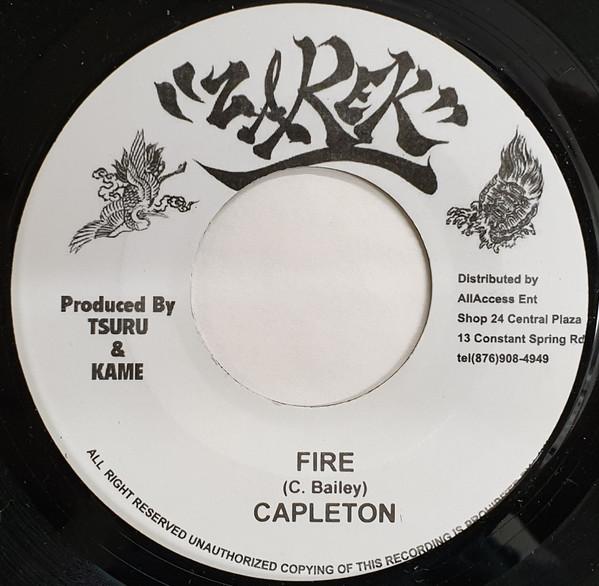 "ZAREK"
Produced By
TSURU
&
KAME
Distributed by
AllAccess Ent
Shop 24 Central Plaza
13 Constant Spring Rd
tel(876)908-4949
FIRE
(C. Bailey)
CAPLETON
ALL RIGHT RESERVED UNAUTHORIZED COPYING OF THIS RECORDING IS